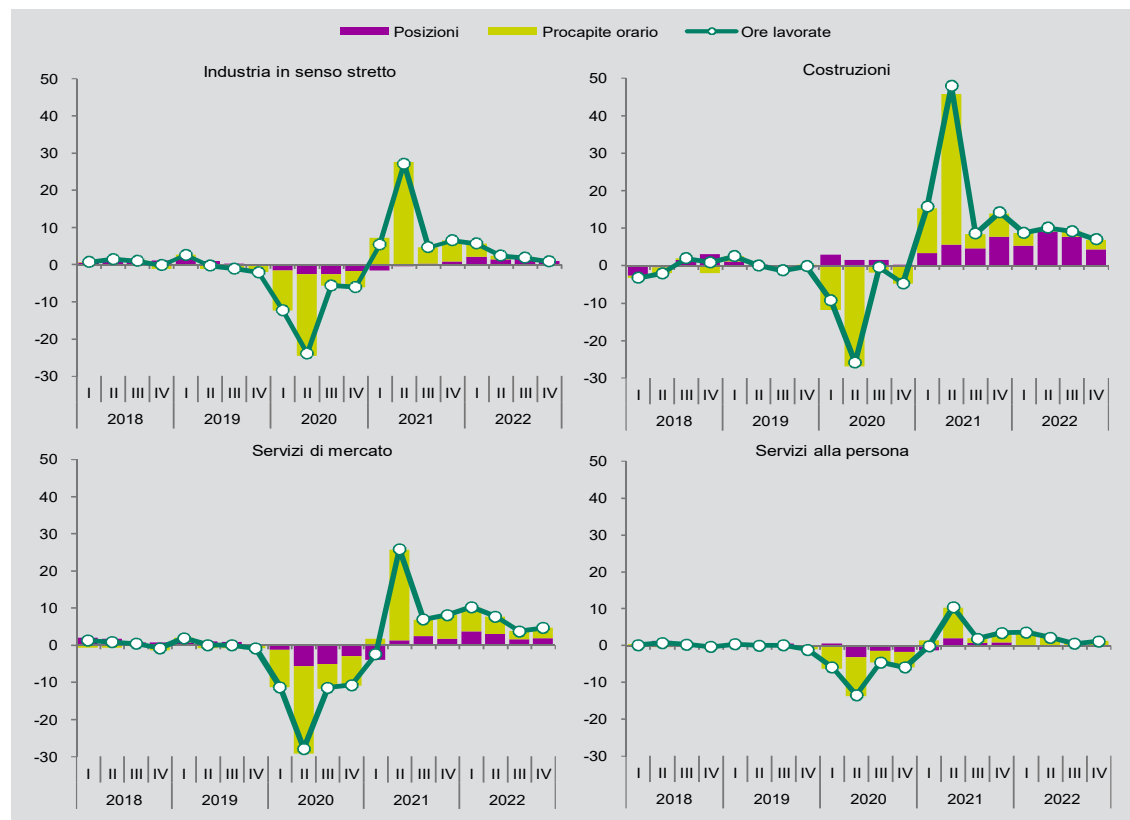 Posizioni Procapite orario Ore lavorate
Industria in senso stretto
50
40
30
20
10
0
-10
-20
-30
I II III IV I II III IV I II III IV I II III IV I II III IV
2018 2019 2020 2021 2022
Costruzioni
50
40
30
20
10
0
-10
-20
-30
I II III IV I II III IV I II III IV I II III IV I II III IV
2018 2019 2020 2021 2022
Servizi di mercato
50
40
30
20
10
0
-10
-20
-30
I II III IV I II III IV I II III IV I II III IV I II III IV
2018 2019 2020 2021 2022
Servizi alla persona
50
40
30
20
10
0
-10
-20
-30
I II III IV I II III IV I II III IV I II III IV I II III IV
2018 2019 2020 2021 2022